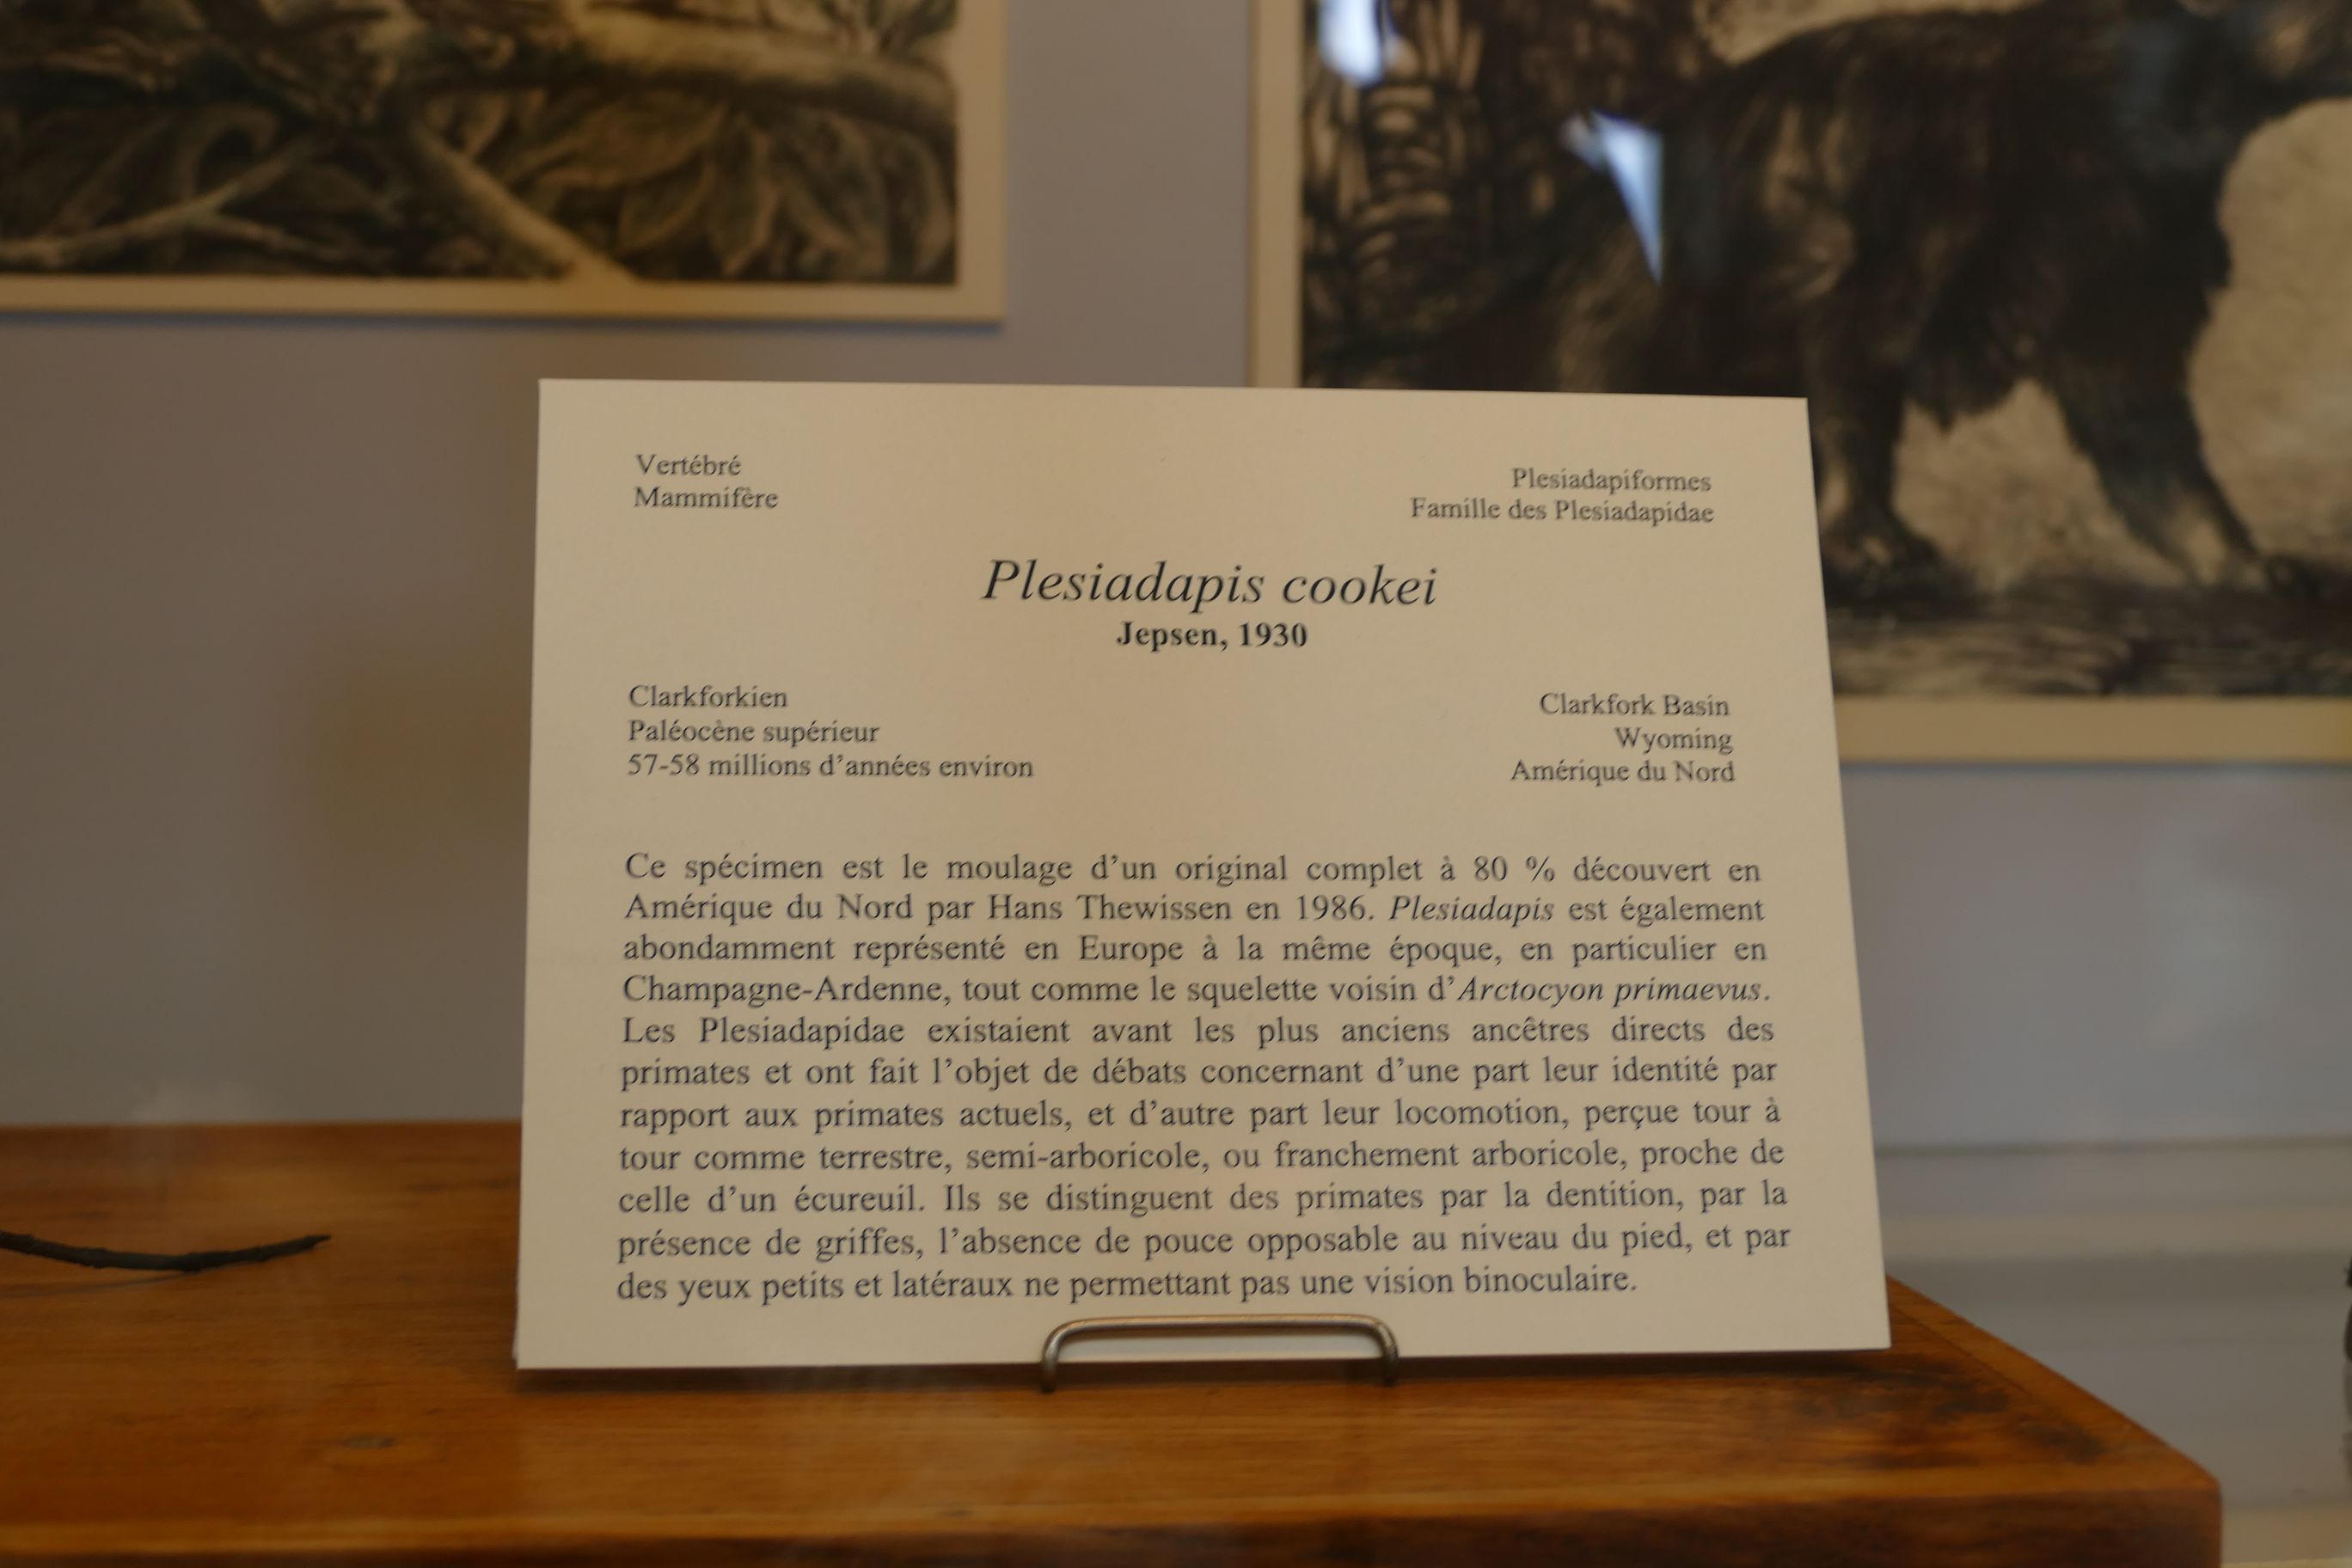 Vertébré
Mammifère
Plesiadapiformes
Famille des Plesiadapidae
Plesiadapis cookei
Jepsen, 1930
Clarkforkien
Paléocène supérieur
57-58 millions d’années environ
Clarkfork Basin
Wyoming
Amérique du Nord
Ce spécimen est le moulage d’un original complet à 80 % découvert en
Amérique du Nord par Hans Thewissen en 1986. Plesiadapis est également
abondamment représenté en Europe à la même époque, en particulier en
Champagne-Ardenne, tout comme le squelette voisin d’Arctocyon primaevus.
Les Plesiadapidae existaient avant les plus anciens ancêtres directs des
primates et ont fait l’objet de débats concernant d’une part leur identité par
rapport aux primates actuels, et d’autre part leur locomotion, perçue tour à
tour comme terrestre, semi-arboricole, ou franchement arboricole, proche de
celle d’un écureuil. Ils se distinguent des primates par la dentition, par la
présence de griffes, l’absence de pouce opposable au niveau du pied, et par
des yeux petits et latéraux ne permettant pas une vision binoculaire.